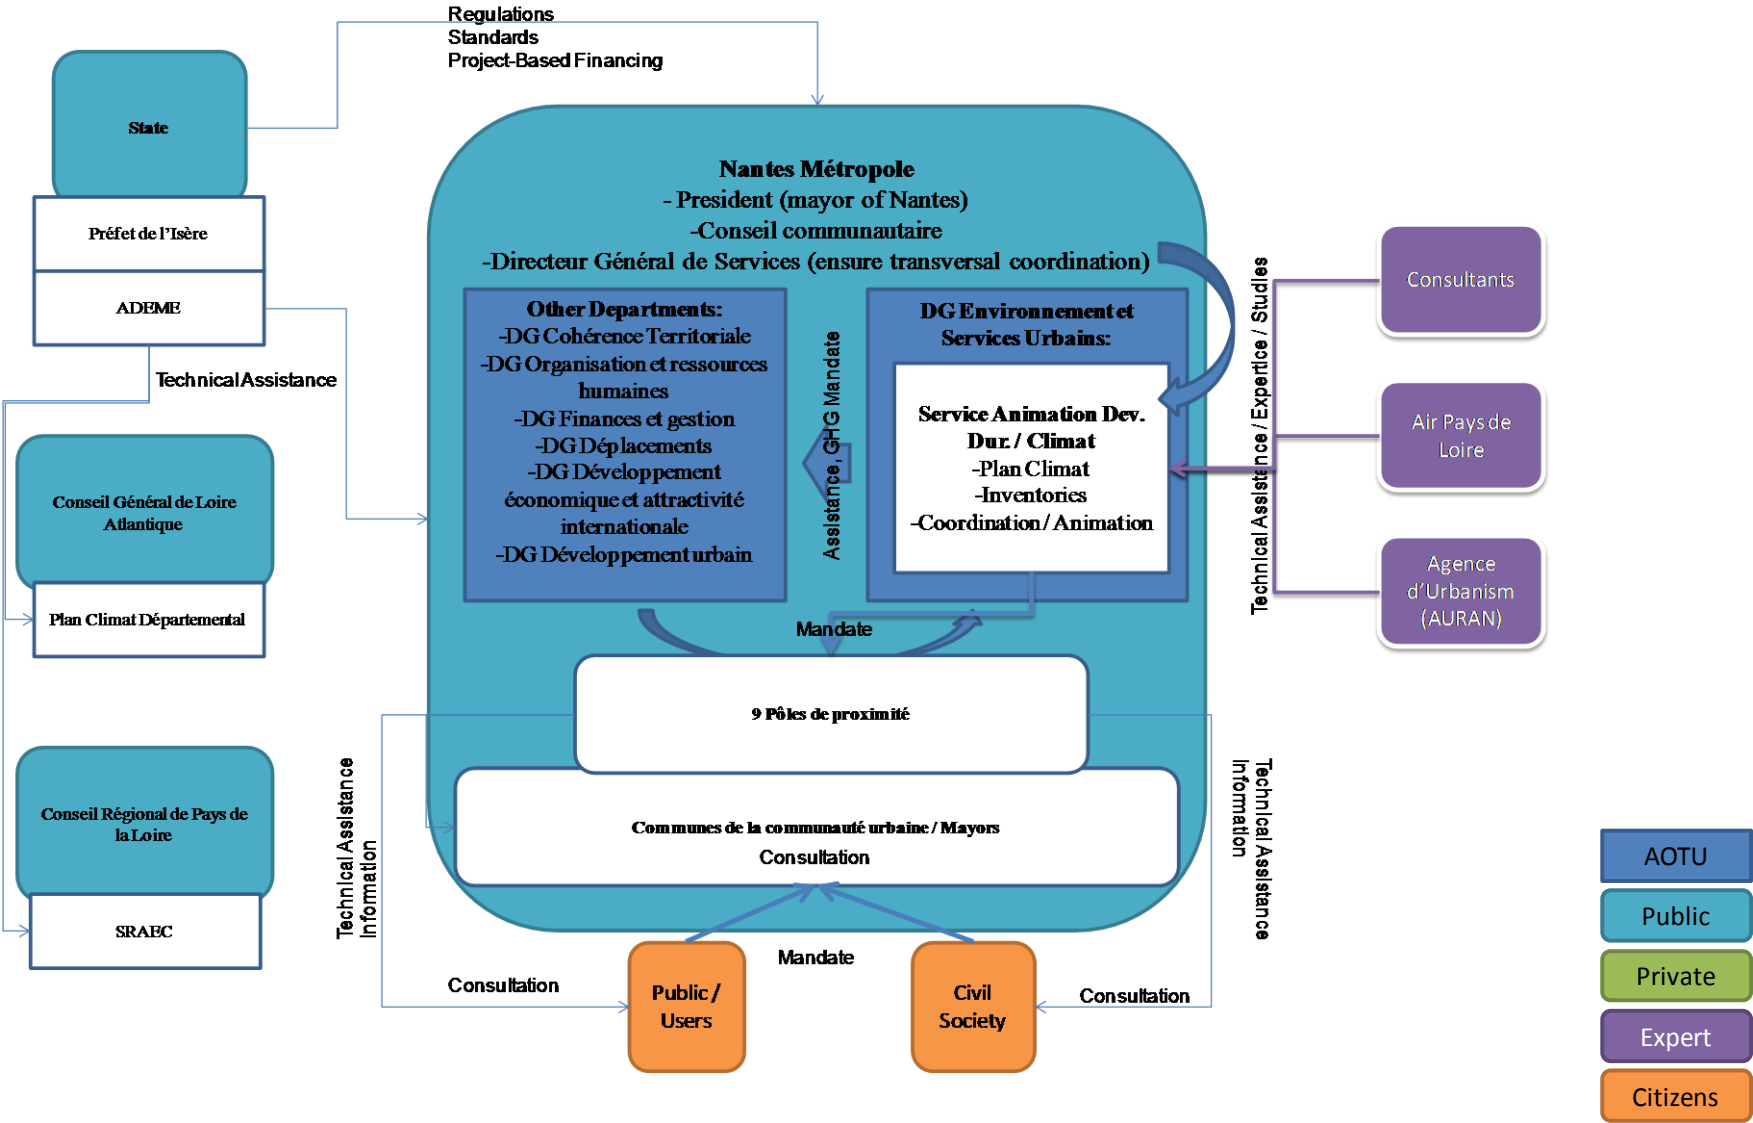 Regulations
Standards
Project-Based Financing
State
Préfet de l'Isère
ADEME
Technical Assistance
Conseil Général de Loire
Atlantique
Plan Climat Départemental
Conseil Régional de Pays de
la Loire
SRAEC
Nantes Métropole
- President (mayor of Nantes)
-Conseil communautaire
-Directeur Général de Services (ensure transversal coordination)
Other Departments:
-DG Cohérence Territoriale
-DG Organisation et ressources
humaines
-DG Finances et gestion
-DG Déplacements
-DG Développement
économique et attractivité
internationale
-DG Développement urbain
Assistance, GHG Mandate
DG Environnement et
Services Urbains:
Service Animation Dev.
Dur. / Climat
-Plan Climat
-Inventories
-Coordination / Animation
Mandate
9 Pôles de proximité
Communes de la communauté urbaine / Mayors
Consultation
Technical Assistance
Information
Technical Assistance
Information
Mandate
Consultation
Public /
Users
Civil
Society
Consultation
Technical Assistance / Expertice / Studies
Consultants
Air Pays de
Loire
Agence
d'Urbanism
(AURAN)
AOTU
Public
Private
Expert
Citizens